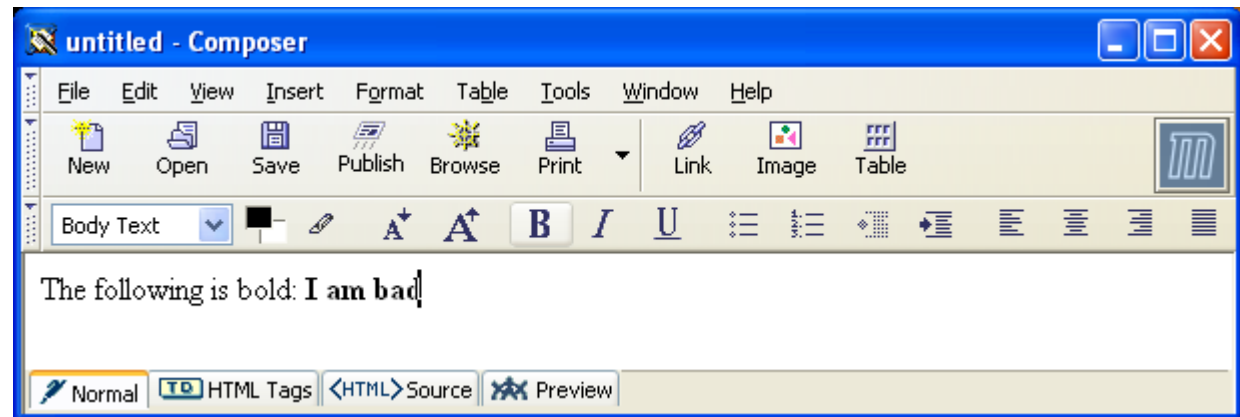 untitled - Composer
File Edit View Insert Format Table Tools Window Help
New Open Save Publish Browse Print Link Image Table
Body Text A A B I U
The following is bold: I am bad
Normal TD HTML Tags <HTML> Source Preview